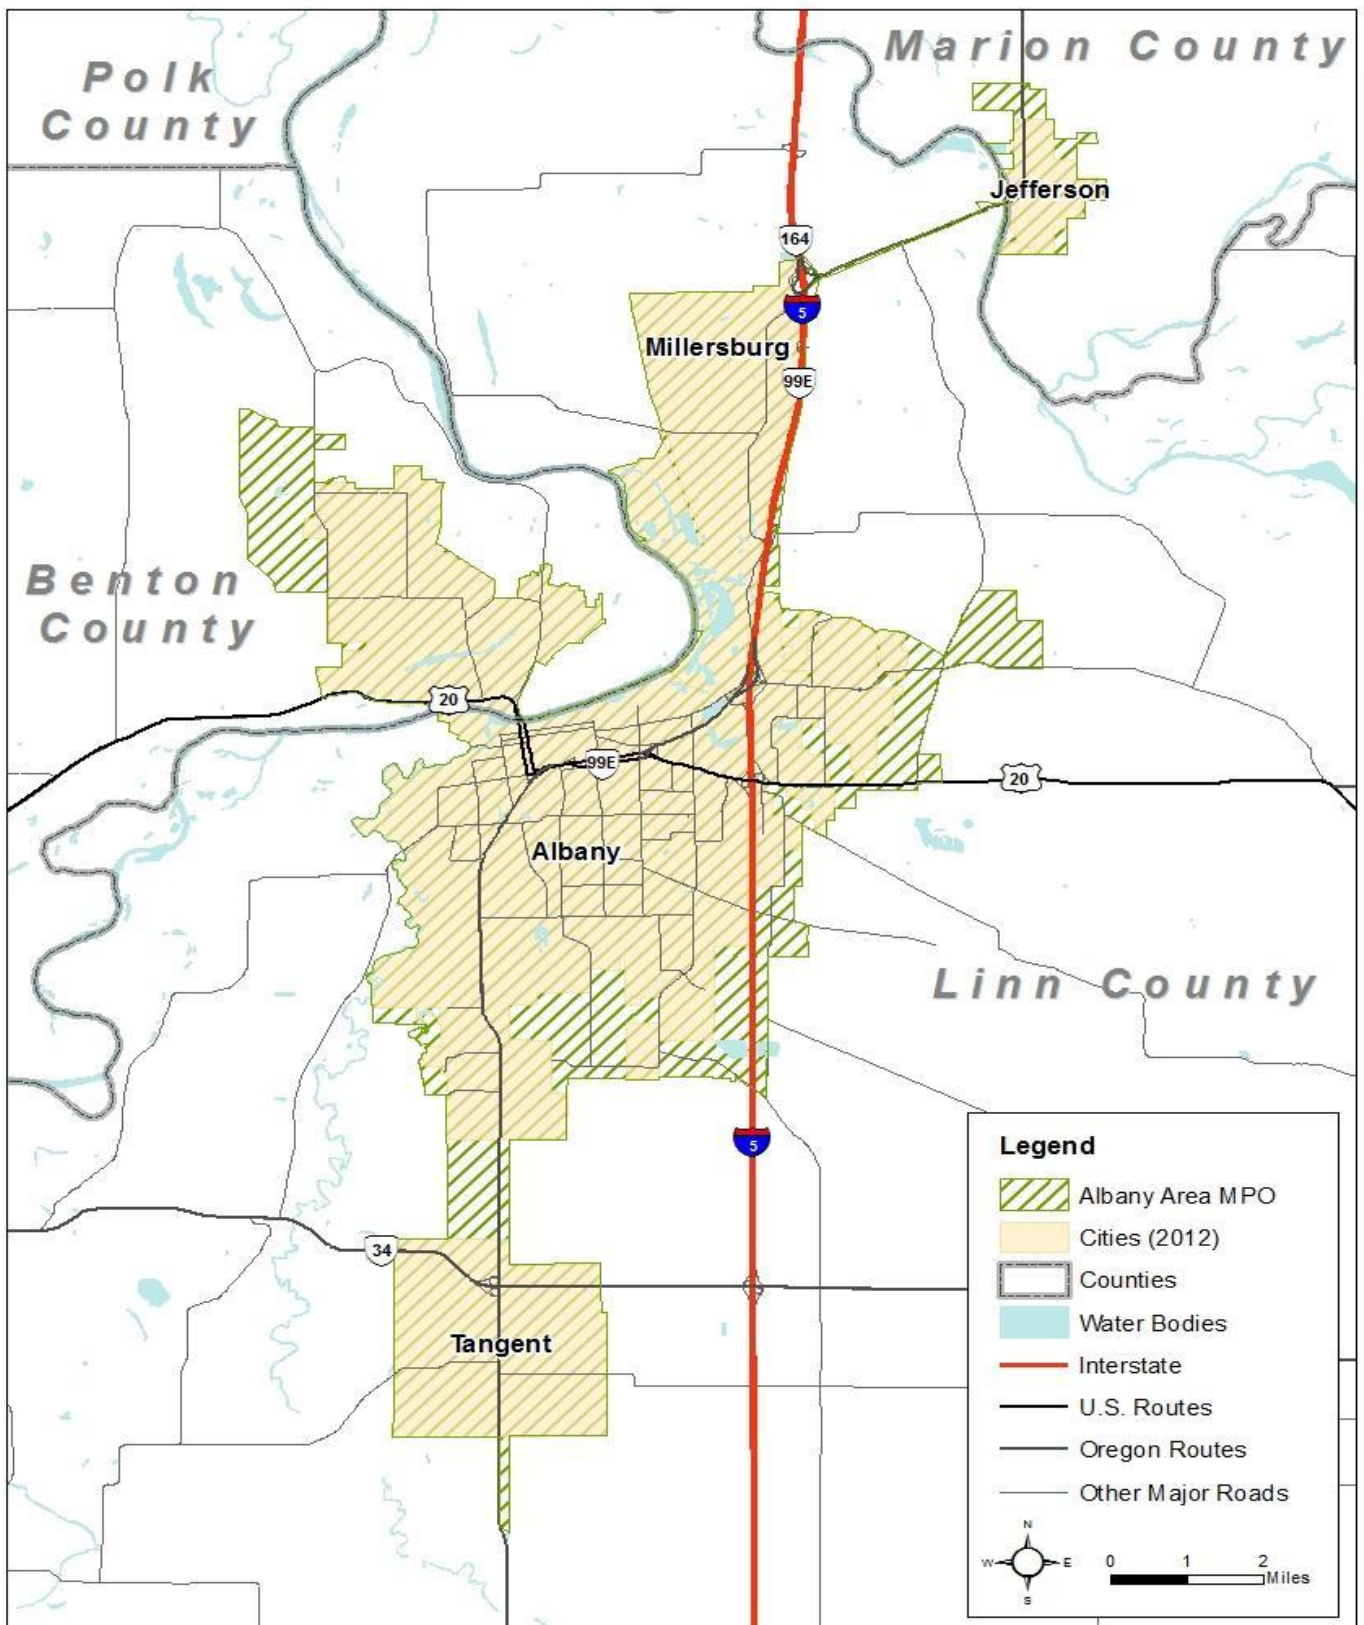 Marion County
Polk
County
Jefferson
164
5
Millersburg
99E
Benton
County
20
99E
20
Albany
Linn County
5
34
Tangent
Legend
Albany Area MPO
Cities (2012)
Counties
Water Bodies
Interstate
U.S. Routes
Oregon Routes
Other Major Roads
N
W E
S
0 1 2
Miles